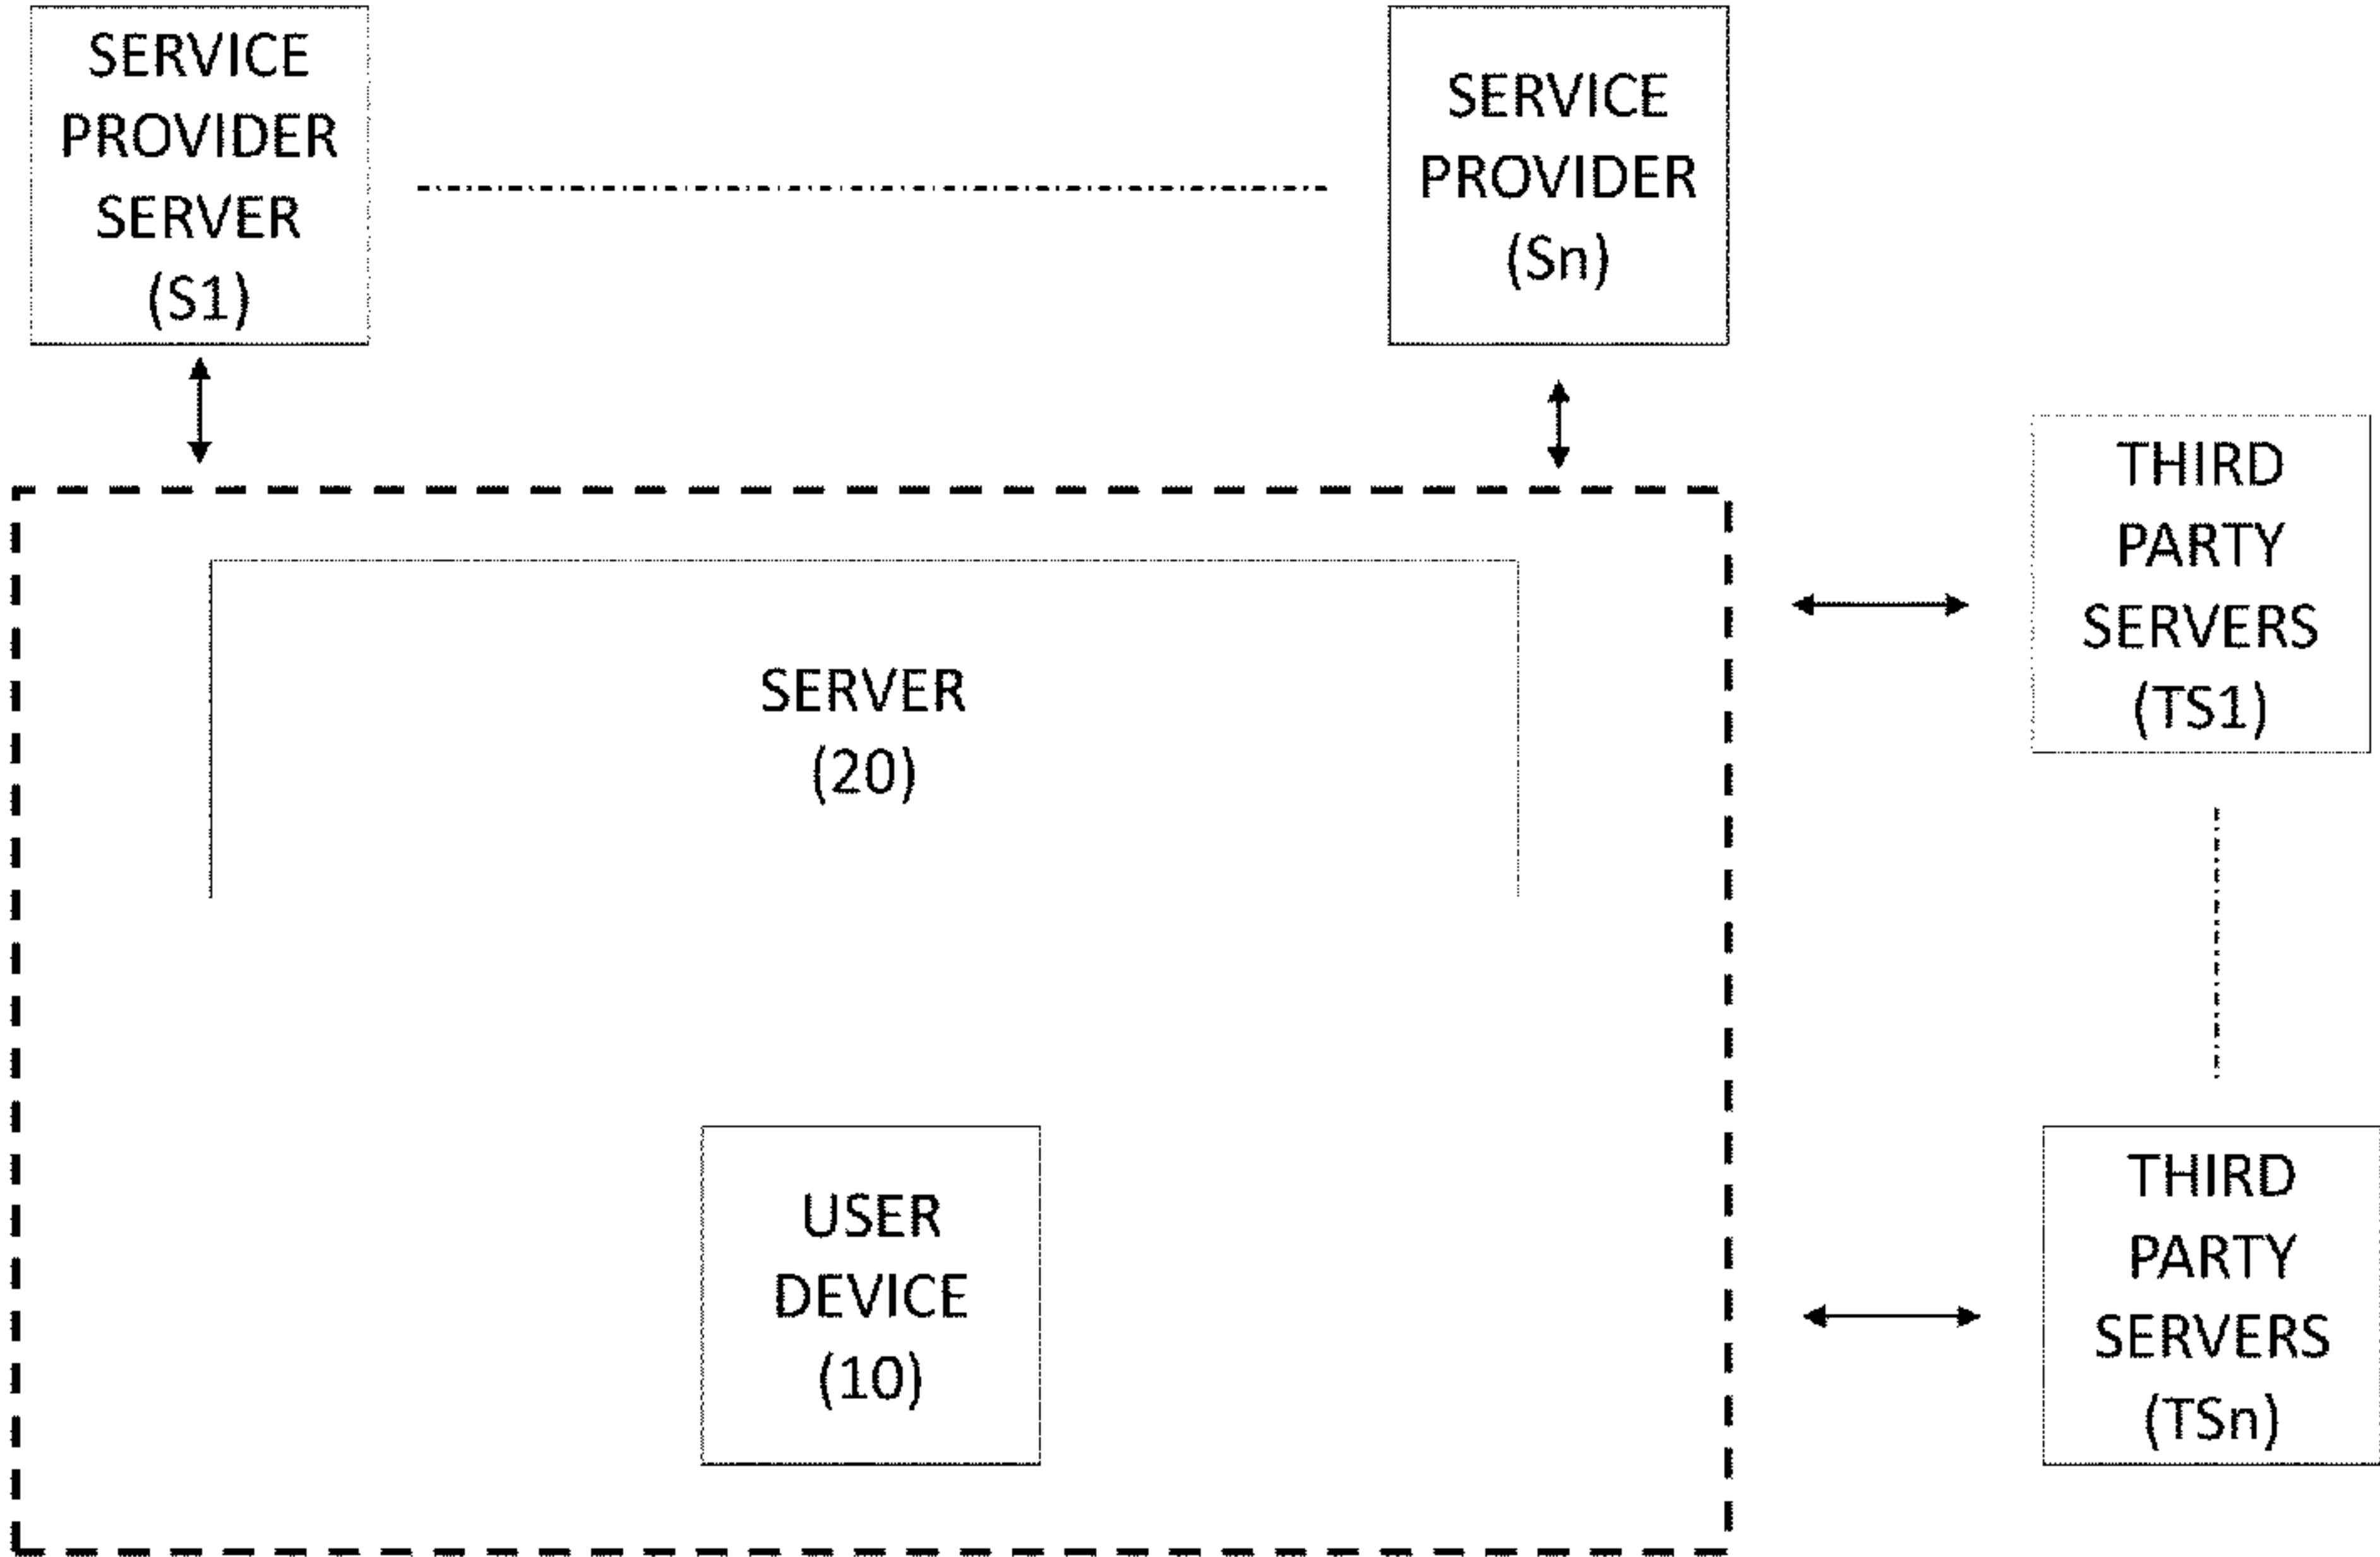 SERVICE
PROVIDER
SERVER
(S1)
SERVICE
PROVIDER
(Sn)
THIRD
PARTY
SERVERS
(TS1)
SERVER
(20)
USER
DEVICE
(10)
THIRD
PARTY
SERVERS
(TSn)